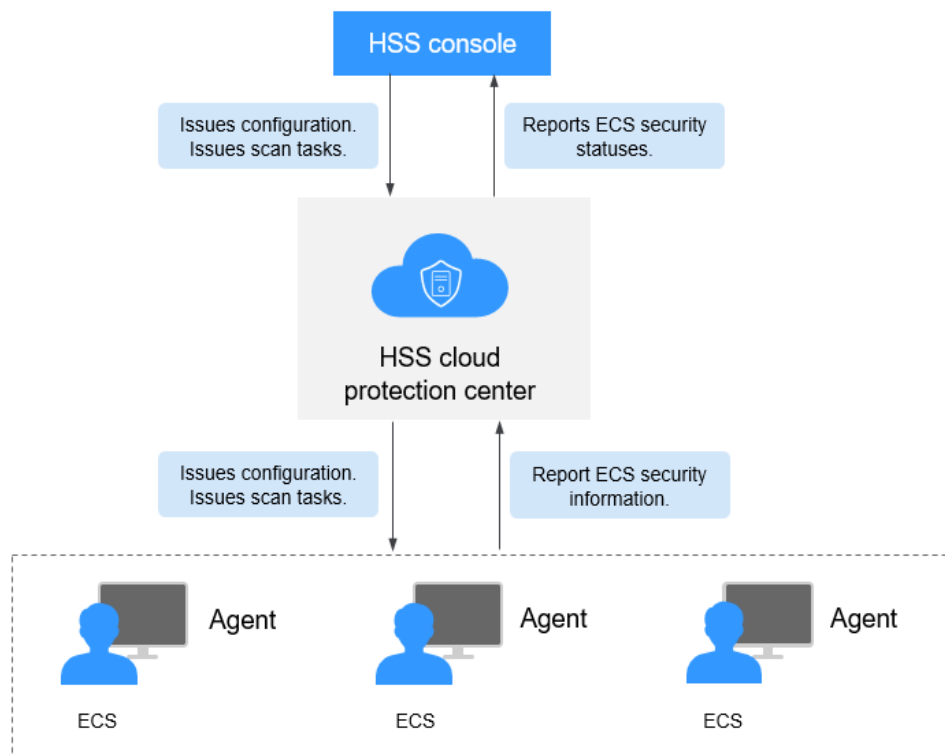 HSS console
Issues configuration.
Issues scan tasks.
Reports ECS security
statuses.
HSS cloud
protection center
Issues configuration.
Issues scan tasks.
Report ECS security
information.
Agent
Agent
Agent
ECS
ECS
ECS